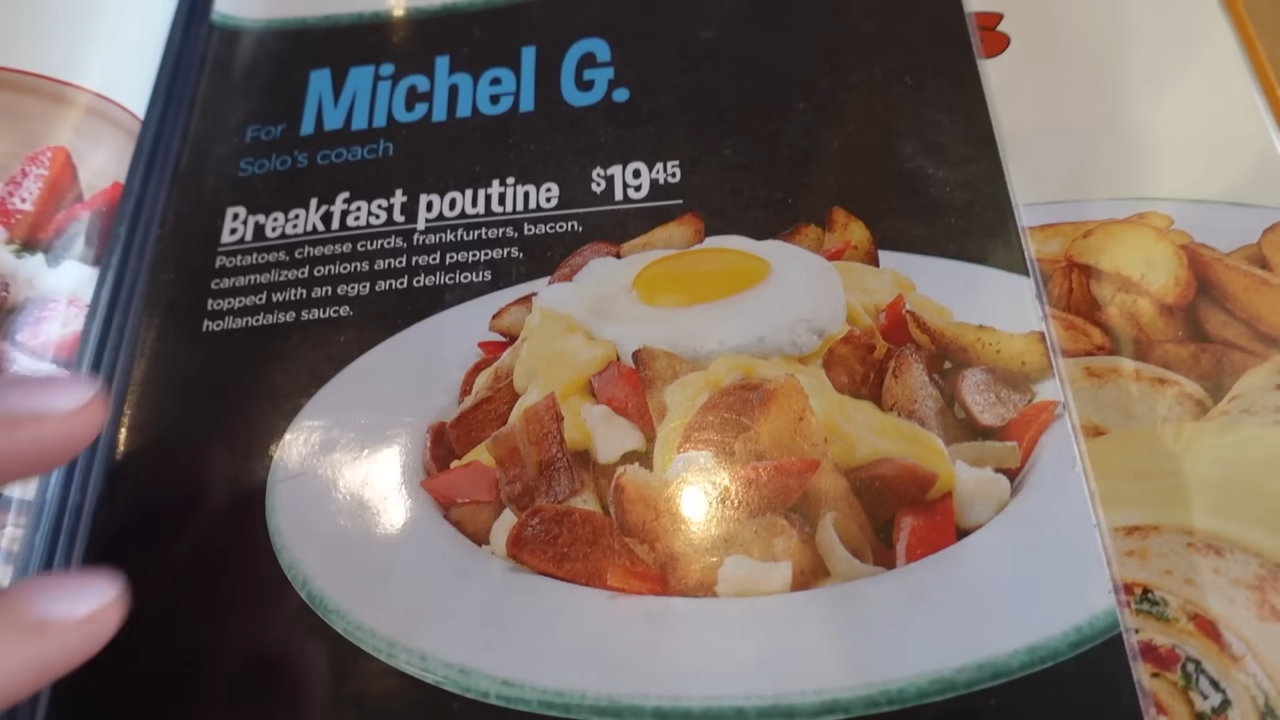 For Michel G.
Solo's coach
Breakfast poutine $19⁴⁵
Potatoes, cheese curds, frankfurters, bacon,
caramelized onions and red peppers,
topped with an egg and delicious
hollandaise sauce.